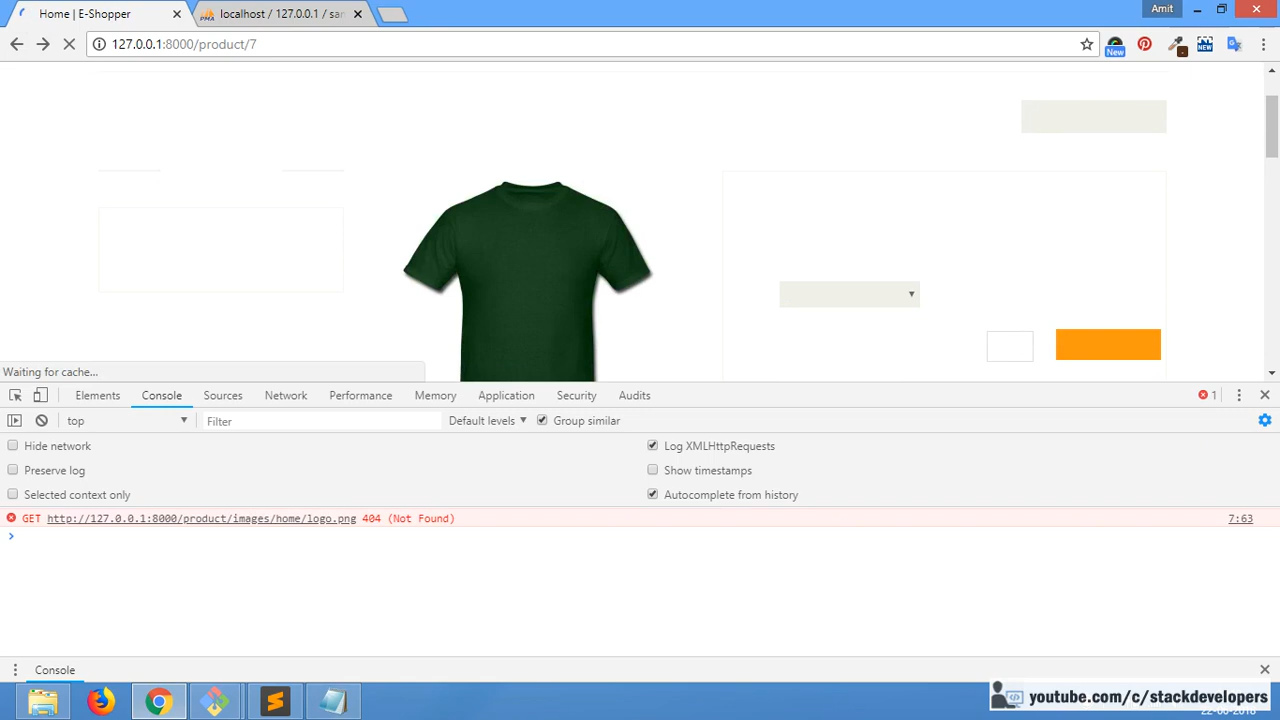 Home | E-Shopper
localhost / 127.0.0.1 / sam
Amit
127.0.0.1:8000/product/7
New
NEW
Waiting for cache...
Elements
Console
Sources
Network
Performance
Memory
Application
Security
Audits
1
top
Filter
Default levels
Group similar
Hide network
Log XMLHttpRequests
Preserve log
Show timestamps
Selected context only
Autocomplete from history
GET http://127.0.0.1:8000/product/images/home/logo.png 404 (Not Found)
7:63
Console
youtube.com/c/stackdevelopers